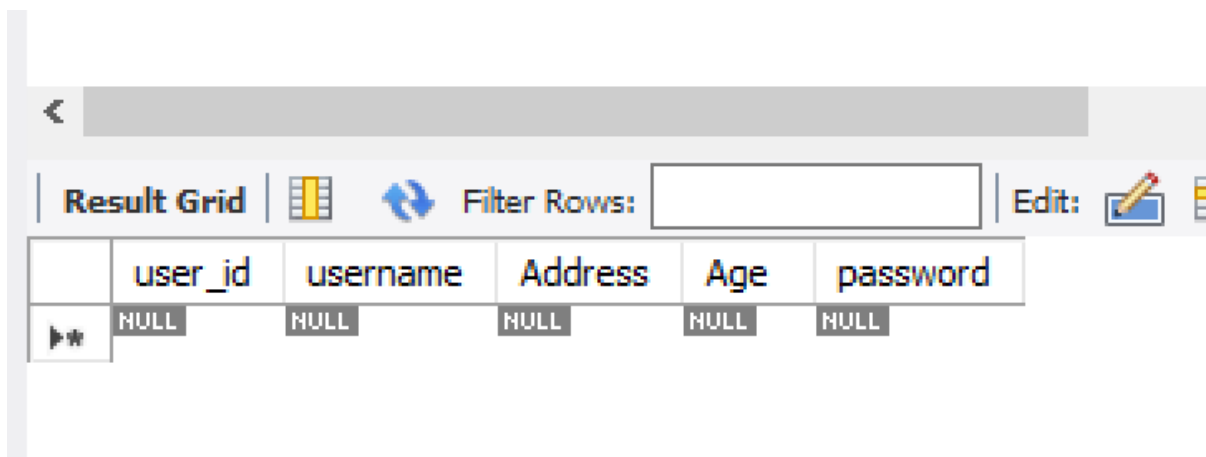 Result Grid Filter Rows: Edit:
user_id username Address Age password
NULL NULL NULL NULL NULL